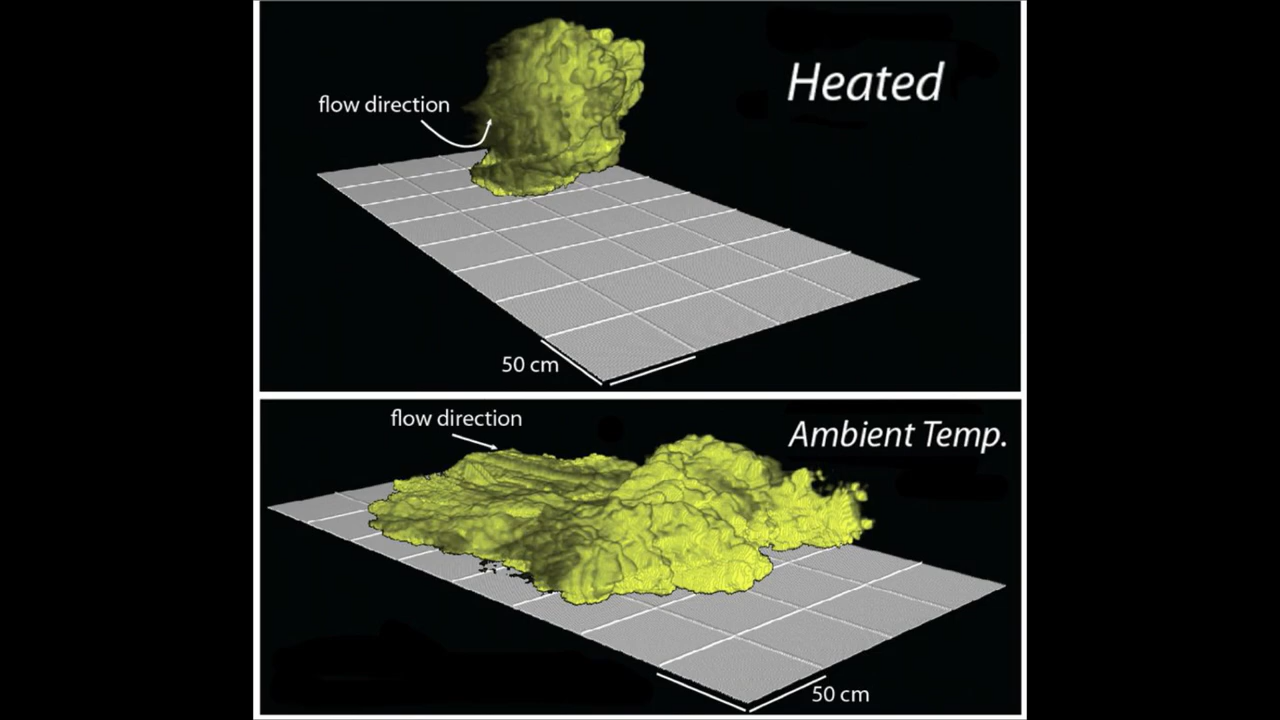 Heated
flow direction
50 cm
flow direction
Ambient Temp.
50 cm